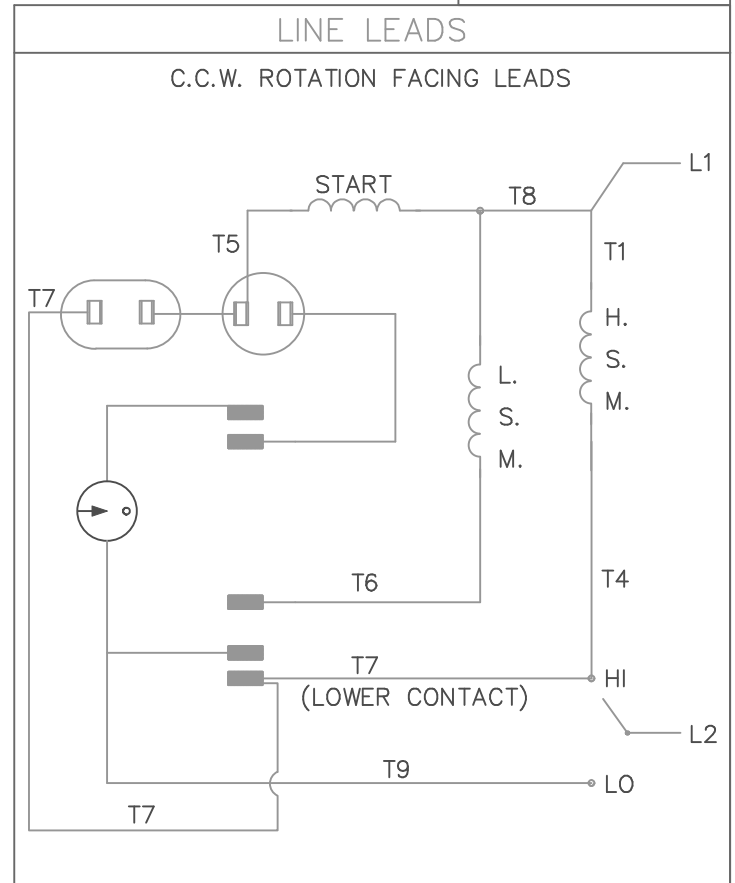 LINE LEADS
C.C.W. ROTATION FACING LEADS
L1
START
T8
T5
T1
T7
H.
S.
M.
L.
S.
M.
T6
T4
T7
HI
(LOWER CONTACT)
L2
T9
LO
T7